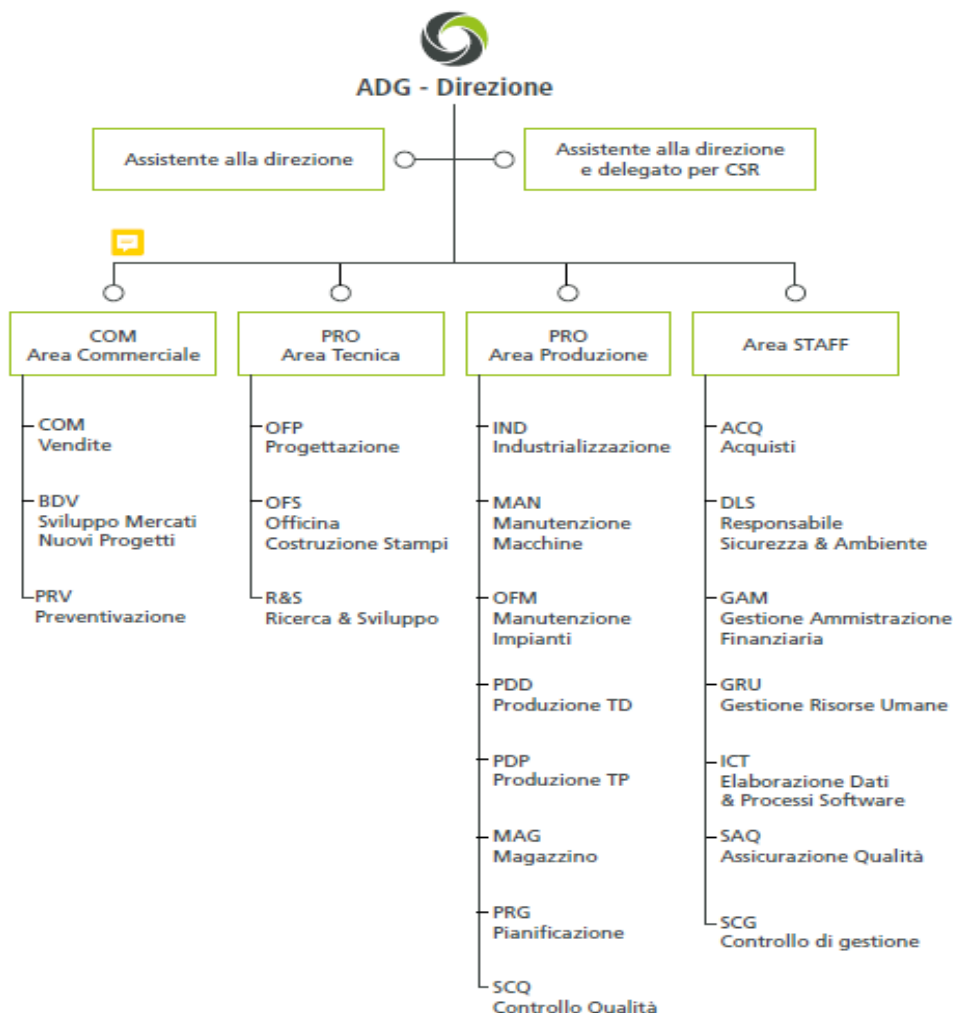 ADG - Direzione
Assistente alla direzione
Assistente alla direzione
e delegato per CSR
COM
Area Commerciale
COM
Vendite
BDV
Sviluppo Mercati
Nuovi Progetti
PRV
Preventivazione
PRO
Area Tecnica
OFP
Progettazione
OFS
Officina
Costruzione Stampi
R&S
Ricerca & Sviluppo
PRO
Area Produzione
IND
Industrializzazione
MAN
Manutenzione
Macchine
OFM
Manutenzione
Impianti
PDD
Produzione TD
PDP
Produzione TP
MAG
Magazzino
PRG
Pianificazione
SCQ
Controllo Qualità
Area STAFF
ACQ
Acquisti
DLS
Responsabile
Sicurezza & Ambiente
GAM
Gestione Ammistrazione
Finanziaria
GRU
Gestione Risorse Umane
ICT
Elaborazione Dati
& Processi Software
SAQ
Assicurazione Qualità
SCG
Controllo di gestione